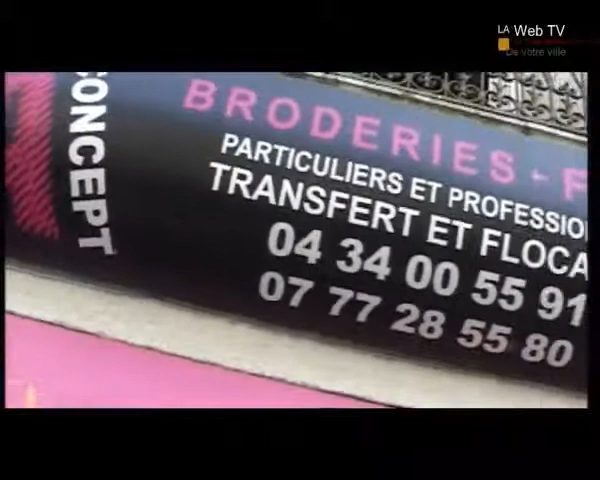 LA Web TV
De votre ville
CONCEPT
BRODERIES - F
PARTICULIERS ET PROFESSIO
TRANSFERT ET FLOCA
04 34 00 55 91
07 77 28 55 80